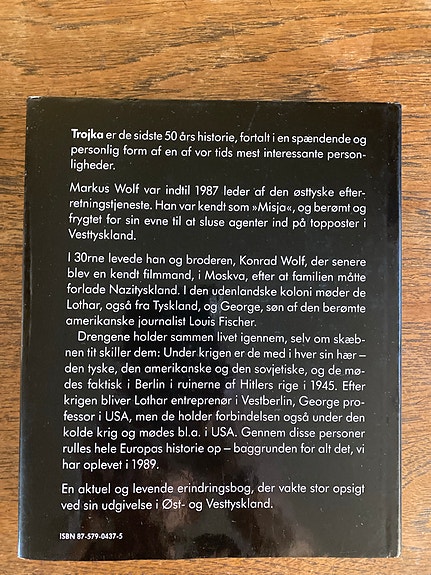 Trojka er de sidste 50 års historie, fortalt i en spændende og
personlig form af en af vor tids mest interessante person-
ligheder.
Markus Wolf var indtil 1987 leder af den østtyske efter-
retningstjeneste. Han var kendt som »Misja«, og berømt og
frygtet for sin evne til at sluse agenter ind på topposter i
Vesttyskland.
I 30rne levede han og broderen, Konrad Wolf, der senere
blev en kendt filmmand, i Moskva, efter at familien måtte
forlade Nazityskland. I den udenlandske koloni møder de
Lothar, også fra Tyskland, og George, søn af den berømte
amerikanske journalist Louis Fischer.
Drengene holder sammen livet igennem, selv om skæb-
nen tit skiller dem: Under krigen er de med i hver sin hær –
den tyske, den amerikanske og den sovjetiske, og de mø-
des faktisk i Berlin i ruinerne af Hitlers rige i 1945. Efter
krigen bliver Lothar entreprenør i Vestberlin, George pro-
fessor i USA, men de holder forbindelsen også under den
kolde krig og mødes bl.a. i USA. Gennem disse personer
rulles hele Europas historie op – baggrunden for alt det, vi
har oplevet i 1989.
En aktuel og levende erindringsbog, der vakte stor opsigt
ved sin udgivelse i Øst- og Vesttyskland.
ISBN 87-579-0437-5